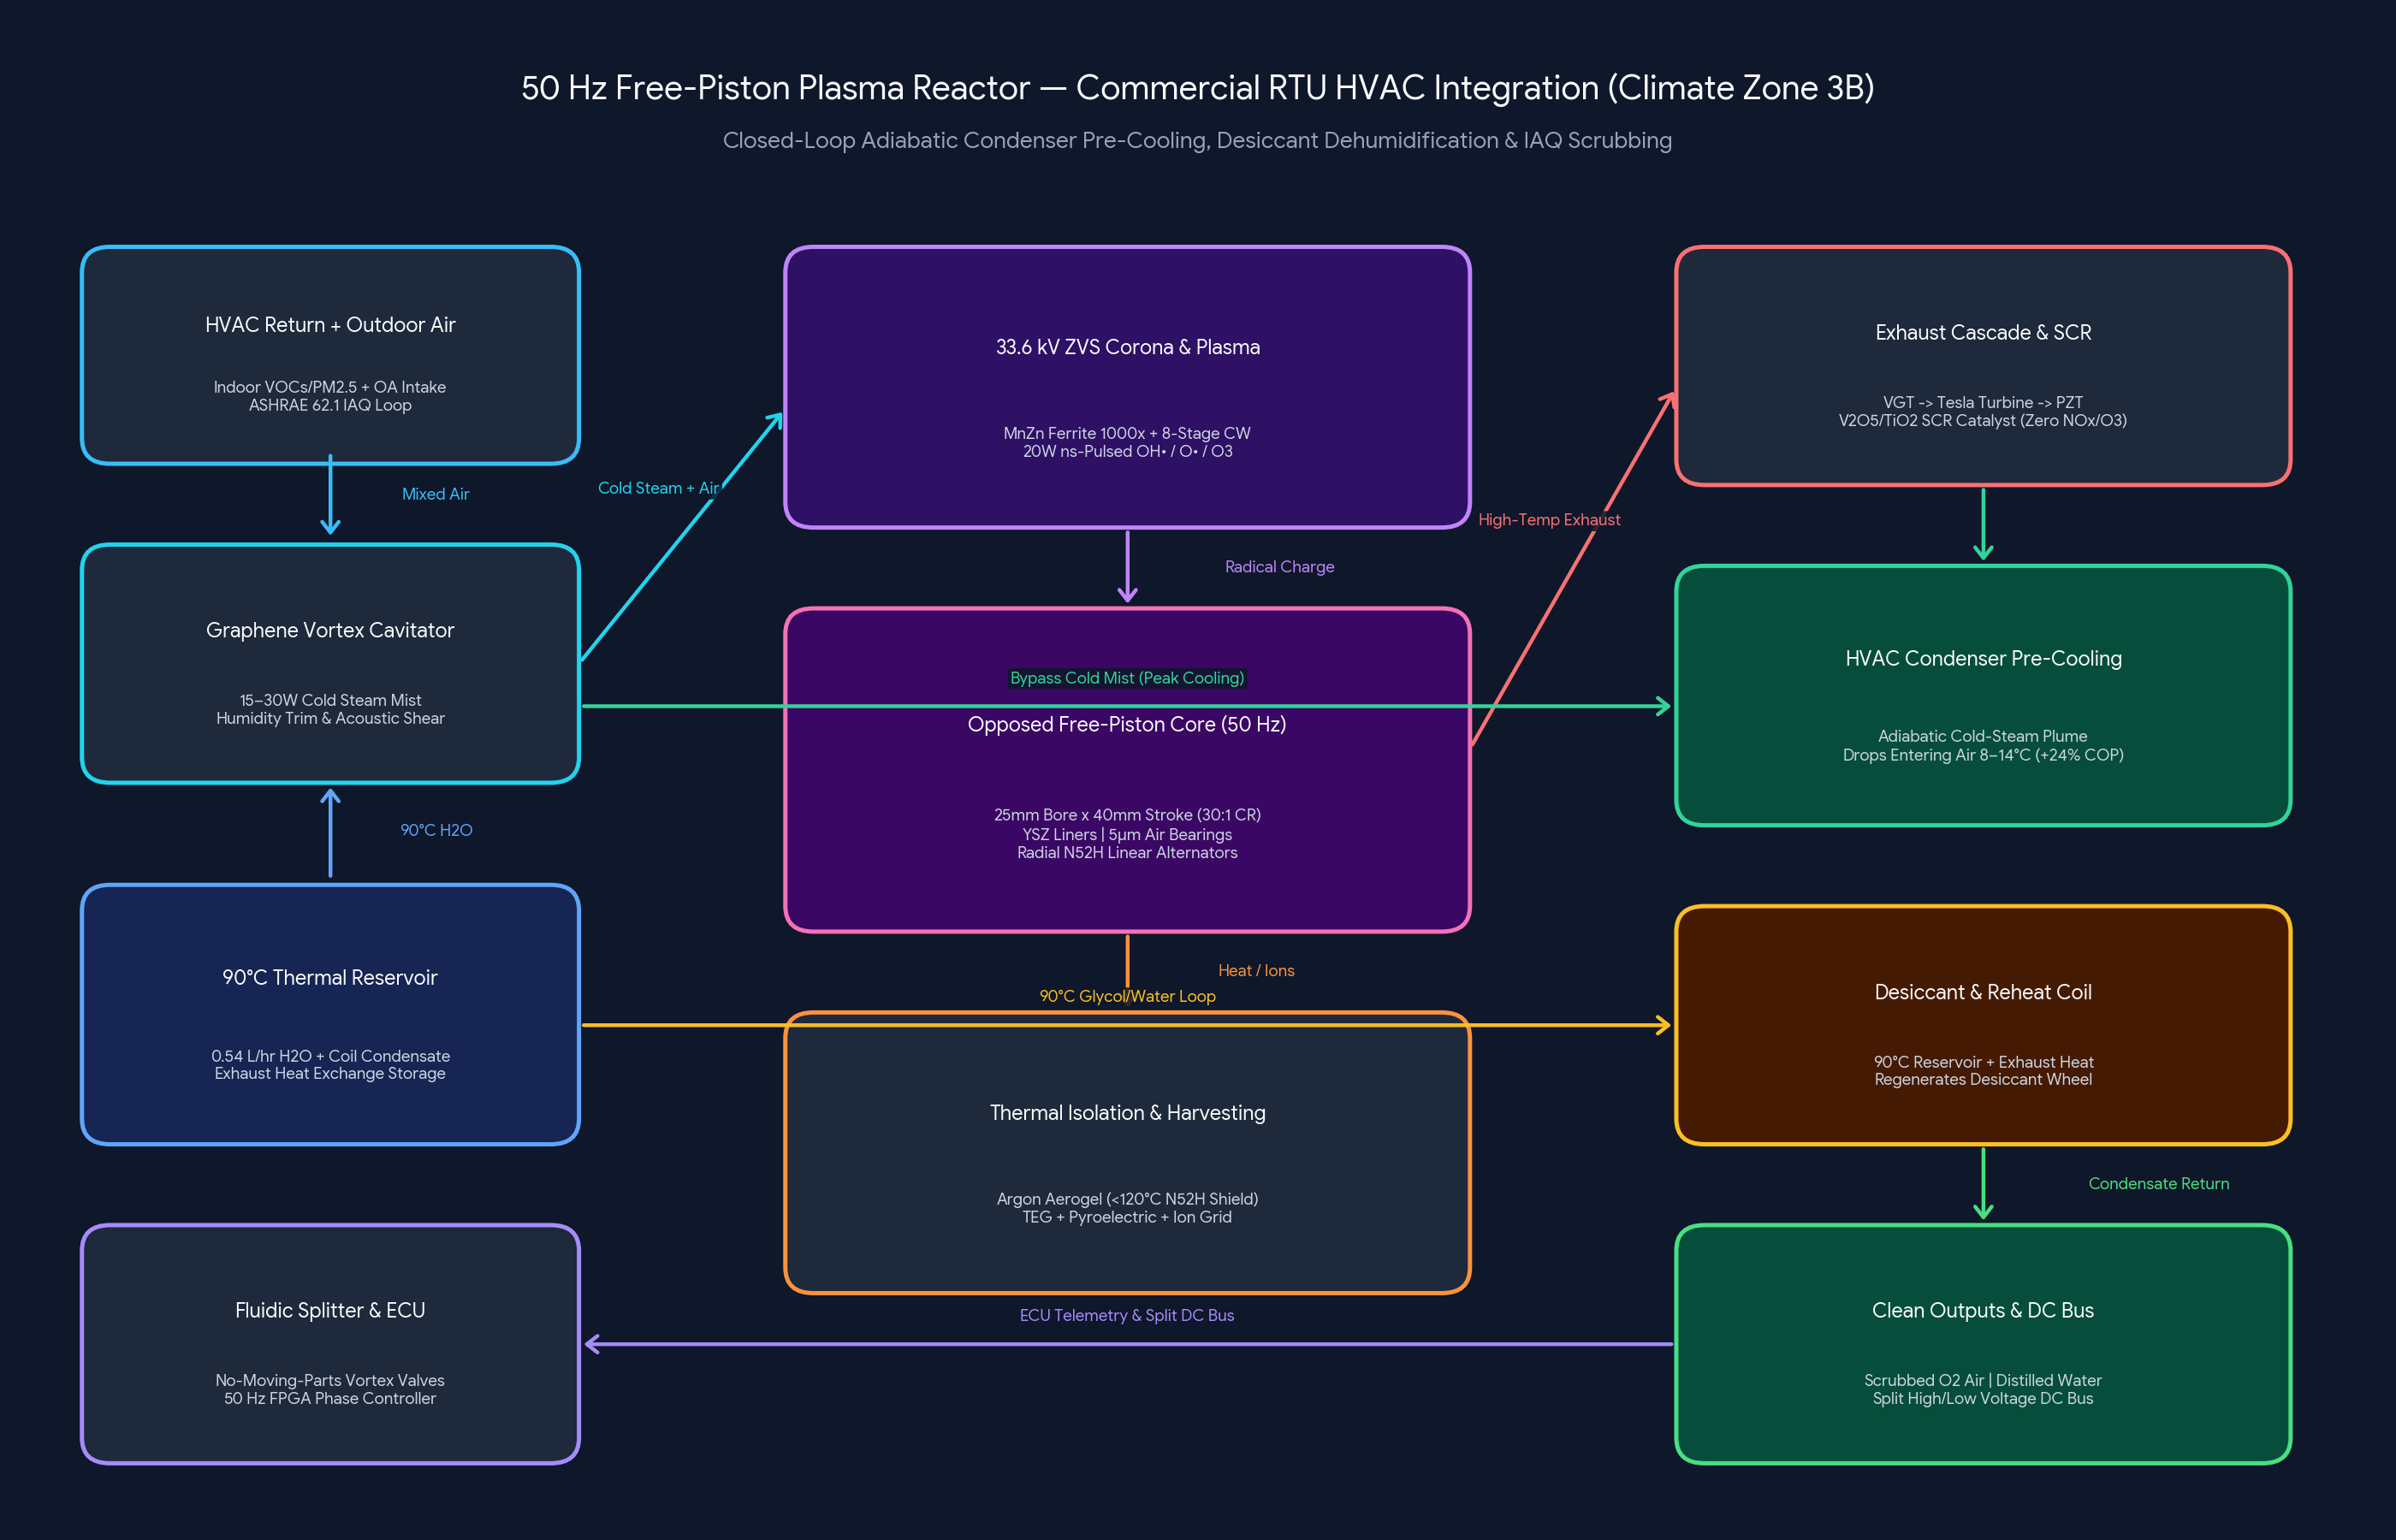 50 Hz Free-Piston Plasma Reactor — Commercial RTU HVAC Integration (Climate Zone 3B)
Closed-Loop Adiabatic Condenser Pre-Cooling, Desiccant Dehumidification & IAQ Scrubbing
HVAC Return + Outdoor Air
Indoor VOCs/PM2.5 + OA Intake
ASHRAE 62.1 IAQ Loop
Mixed Air
Graphene Vortex Cavitator
15–30W Cold Steam Mist
Humidity Trim & Acoustic Shear
90°C H2O
90°C Thermal Reservoir
0.54 L/hr H2O + Coil Condensate
Exhaust Heat Exchange Storage
Fluidic Splitter & ECU
No-Moving-Parts Vortex Valves
50 Hz FPGA Phase Controller
Cold Steam + Air
33.6 kV ZVS Corona & Plasma
MnZn Ferrite 1000x + 8-Stage CW
20W ns-Pulsed OH• / O• / O3
Radical Charge
Bypass Cold Mist (Peak Cooling)
Opposed Free-Piston Core (50 Hz)
25mm Bore x 40mm Stroke (30:1 CR)
YSZ Liners | 5µm Air Bearings
Radial N52H Linear Alternators
Heat / Ions
90°C Glycol/Water Loop
Thermal Isolation & Harvesting
Argon Aerogel (<120°C N52H Shield)
TEG + Pyroelectric + Ion Grid
ECU Telemetry & Split DC Bus
High-Temp Exhaust
Exhaust Cascade & SCR
VGT -> Tesla Turbine -> PZT
V2O5/TiO2 SCR Catalyst (Zero NOx/O3)
HVAC Condenser Pre-Cooling
Adiabatic Cold-Steam Plume
Drops Entering Air 8–14°C (+24% COP)
Desiccant & Reheat Coil
90°C Reservoir + Exhaust Heat
Regenerates Desiccant Wheel
Condensate Return
Clean Outputs & DC Bus
Scrubbed O2 Air | Distilled Water
Split High/Low Voltage DC Bus